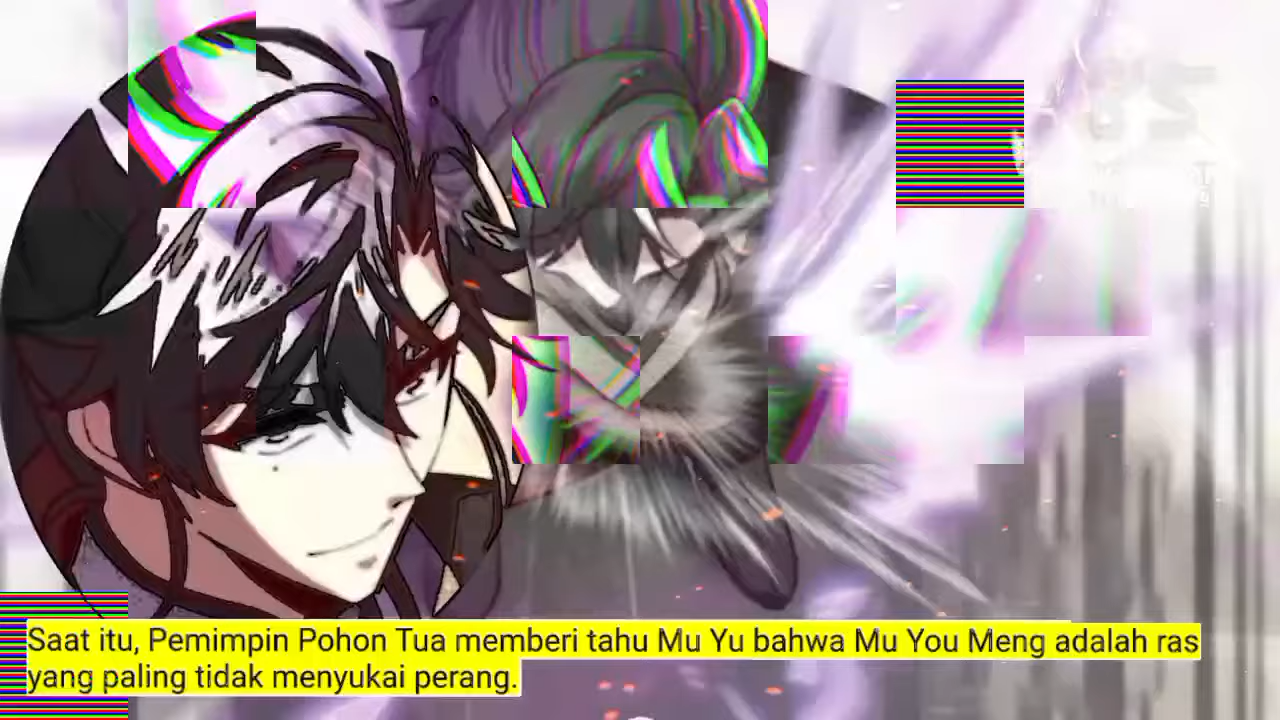 Saat itu, Pemimpin Pohon Tua memberi tahu Mu Yu bahwa Mu You Meng adalah ras
yang paling tidak menyukai perang.